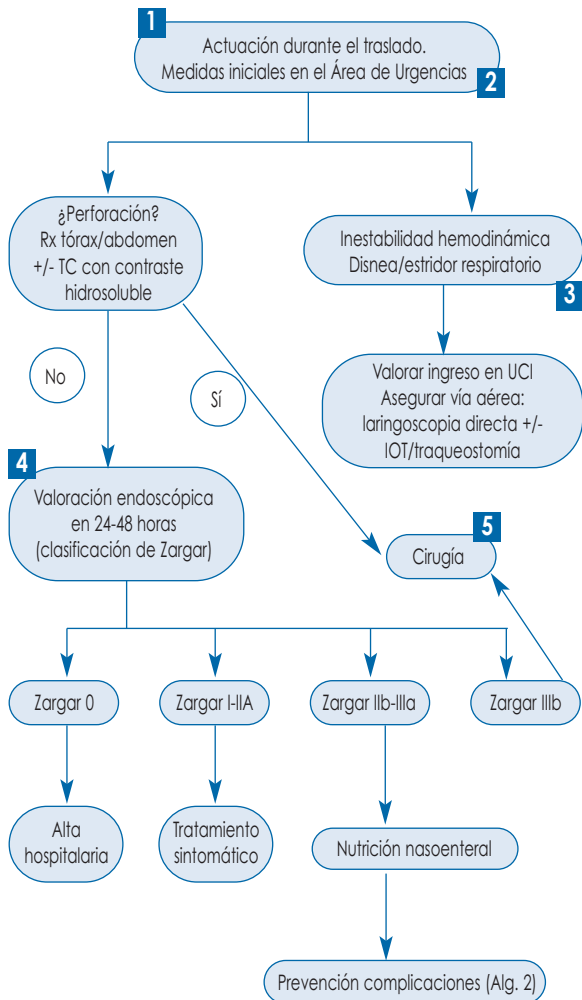 1
Actuación durante el traslado.
Medidas iniciales en el Área de Urgencias
2
¿Perforación?
Rx tórax/abdomen
+/- TC con contraste
hidrosoluble
Inestabilidad hemodinámica
Disnea/estridor respiratorio
3
No
Sí
Valorar ingreso en UCI
Asegurar vía aérea:
laringoscopia directa +/-
IOT/traqueostomía
4
Valoración endoscópica
en 24-48 horas
(clasificación de Zargar)
5
Cirugía
Zargar 0
Zargar I-IIA
Zargar IIb-IIIa
Zargar IIIb
Alta
hospitalaria
Tratamiento
sintomático
Nutrición nasoenteral
Prevención complicaciones (Alg. 2)